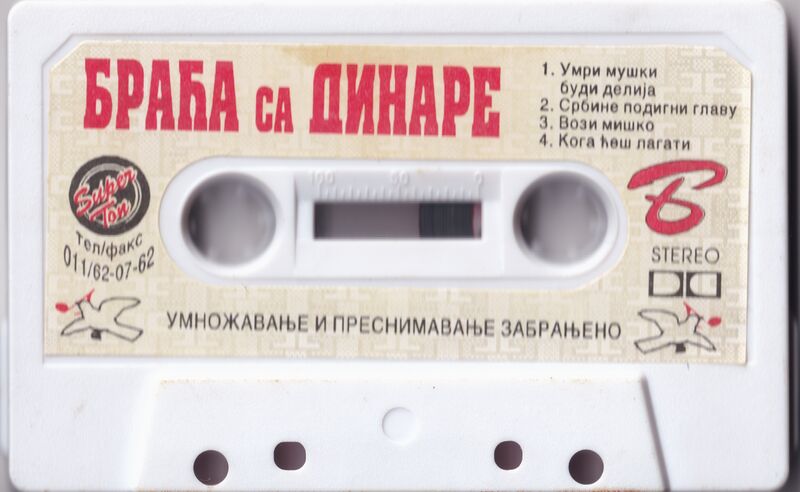 БРАЋА СА ДИНАРЕ
1. Умри мушки
буди делија
2. Србине подигни главу
3. Вози мишко
4. Кога ћеш лагати
Super
Ton
Тел/факс
011/62-07-62
100 50 0
Б
STEREO
УМНОЖАВАЊЕ И ПРЕСНИМАВАЊЕ ЗАБРАЊЕНО